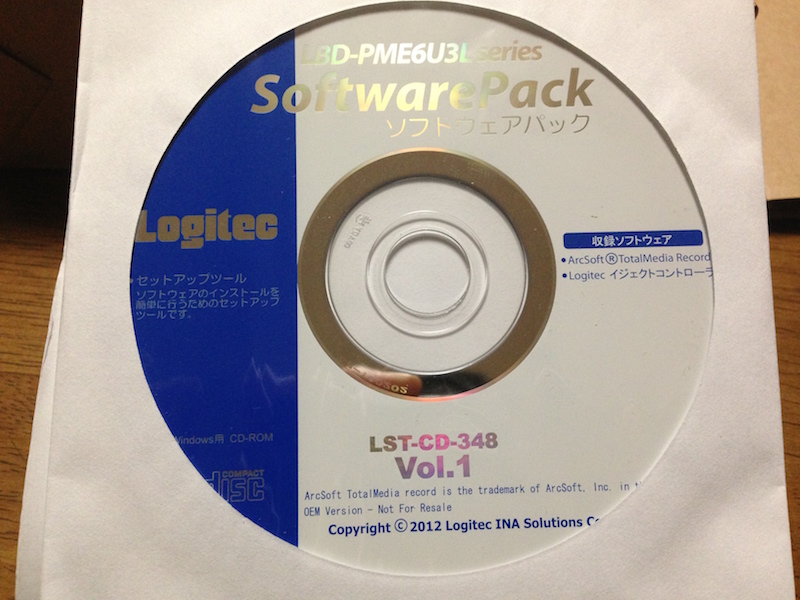 LBD-PME6U3L series
SoftwarePack
ソフトウェアパック
Logitec
•セットアップツール
ソフトウェアのインストールを
簡単に行うためのセットアップ
ツールです。
収録ソフトウェア
•ArcSoft®TotalMedia Record
•Logitec イジェクトコントローラ
Windows用 CD-ROM
COMPACT
disc
LST-CD-348
Vol.1
ArcSoft TotalMedia record is the trademark of ArcSoft, Inc. in
OEM Version - Not For Resale
Copyright ©2012 Logitec INA Solutions